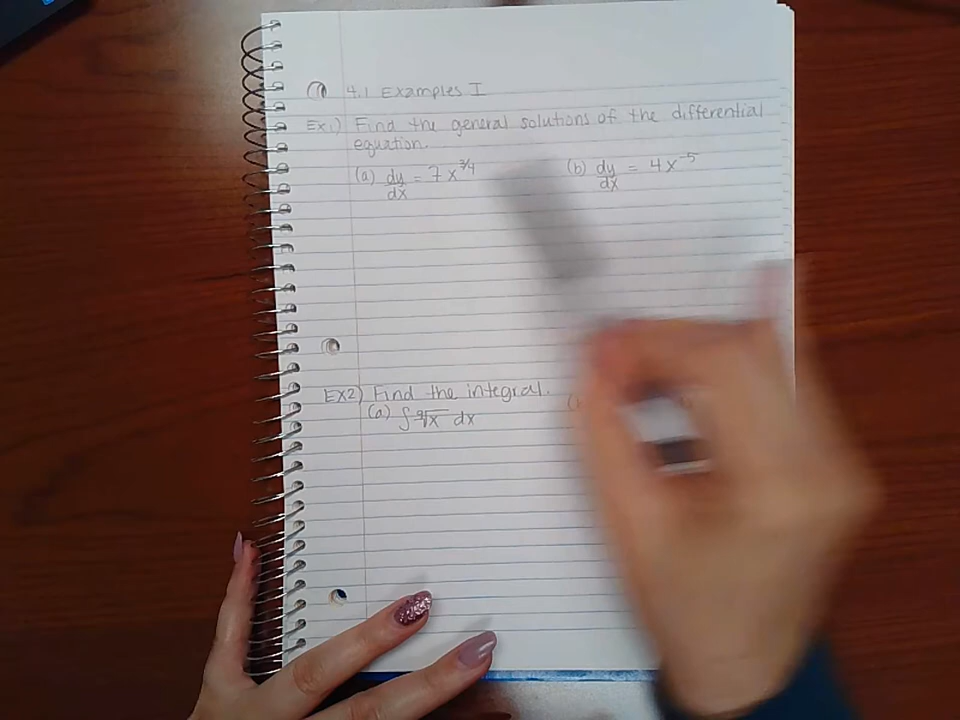 4.1 Examples I
Ex1) Find the general solutions of the differential
equation.
(a) dy/dx = 7x^3/4 (b) dy/dx = 4x^-5
Ex2) Find the integral.
(a) ∫ ⁹√x dx